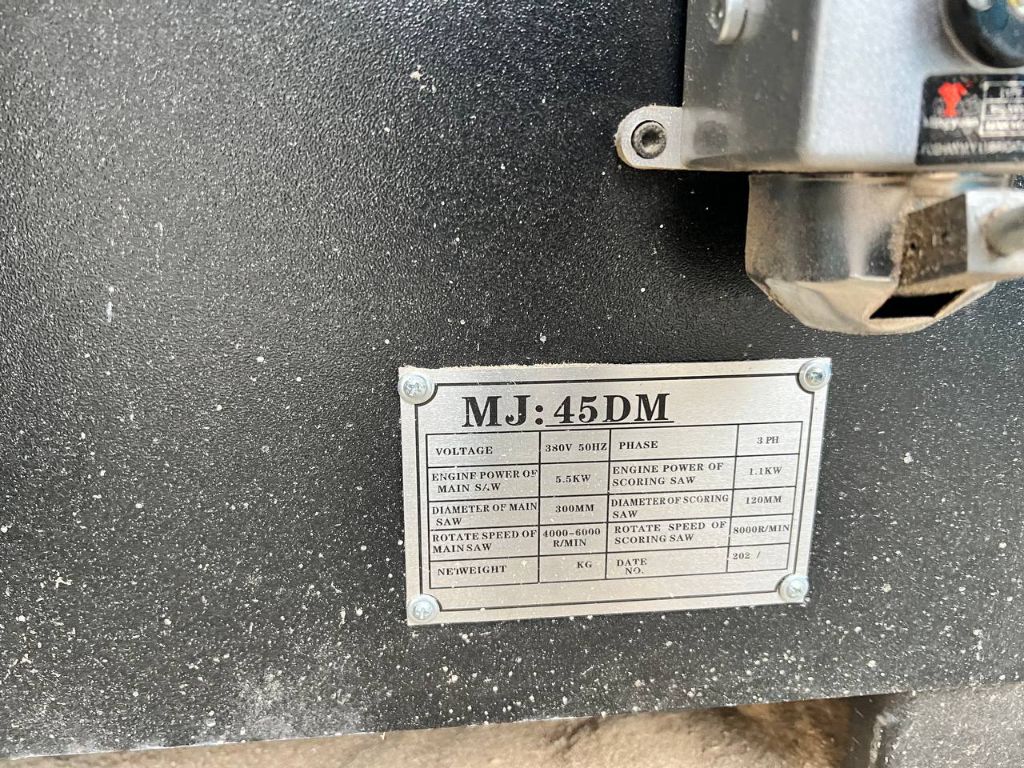 MJ: 45DM
VOLTAGE 380V 50HZ PHASE 3 PH
ENGINE POWER OF MAIN SAW 5.5KW ENGINE POWER OF SCORING SAW 1.1KW
DIAMETER OF MAIN SAW 300MM DIAMETER OF SCORING SAW 120MM
ROTATE SPEED OF MAIN SAW 4000-6000 R/MIN ROTATE SPEED OF SCORING SAW 8000R/MIN
NETWEIGHT KG DATE NO. 202 /